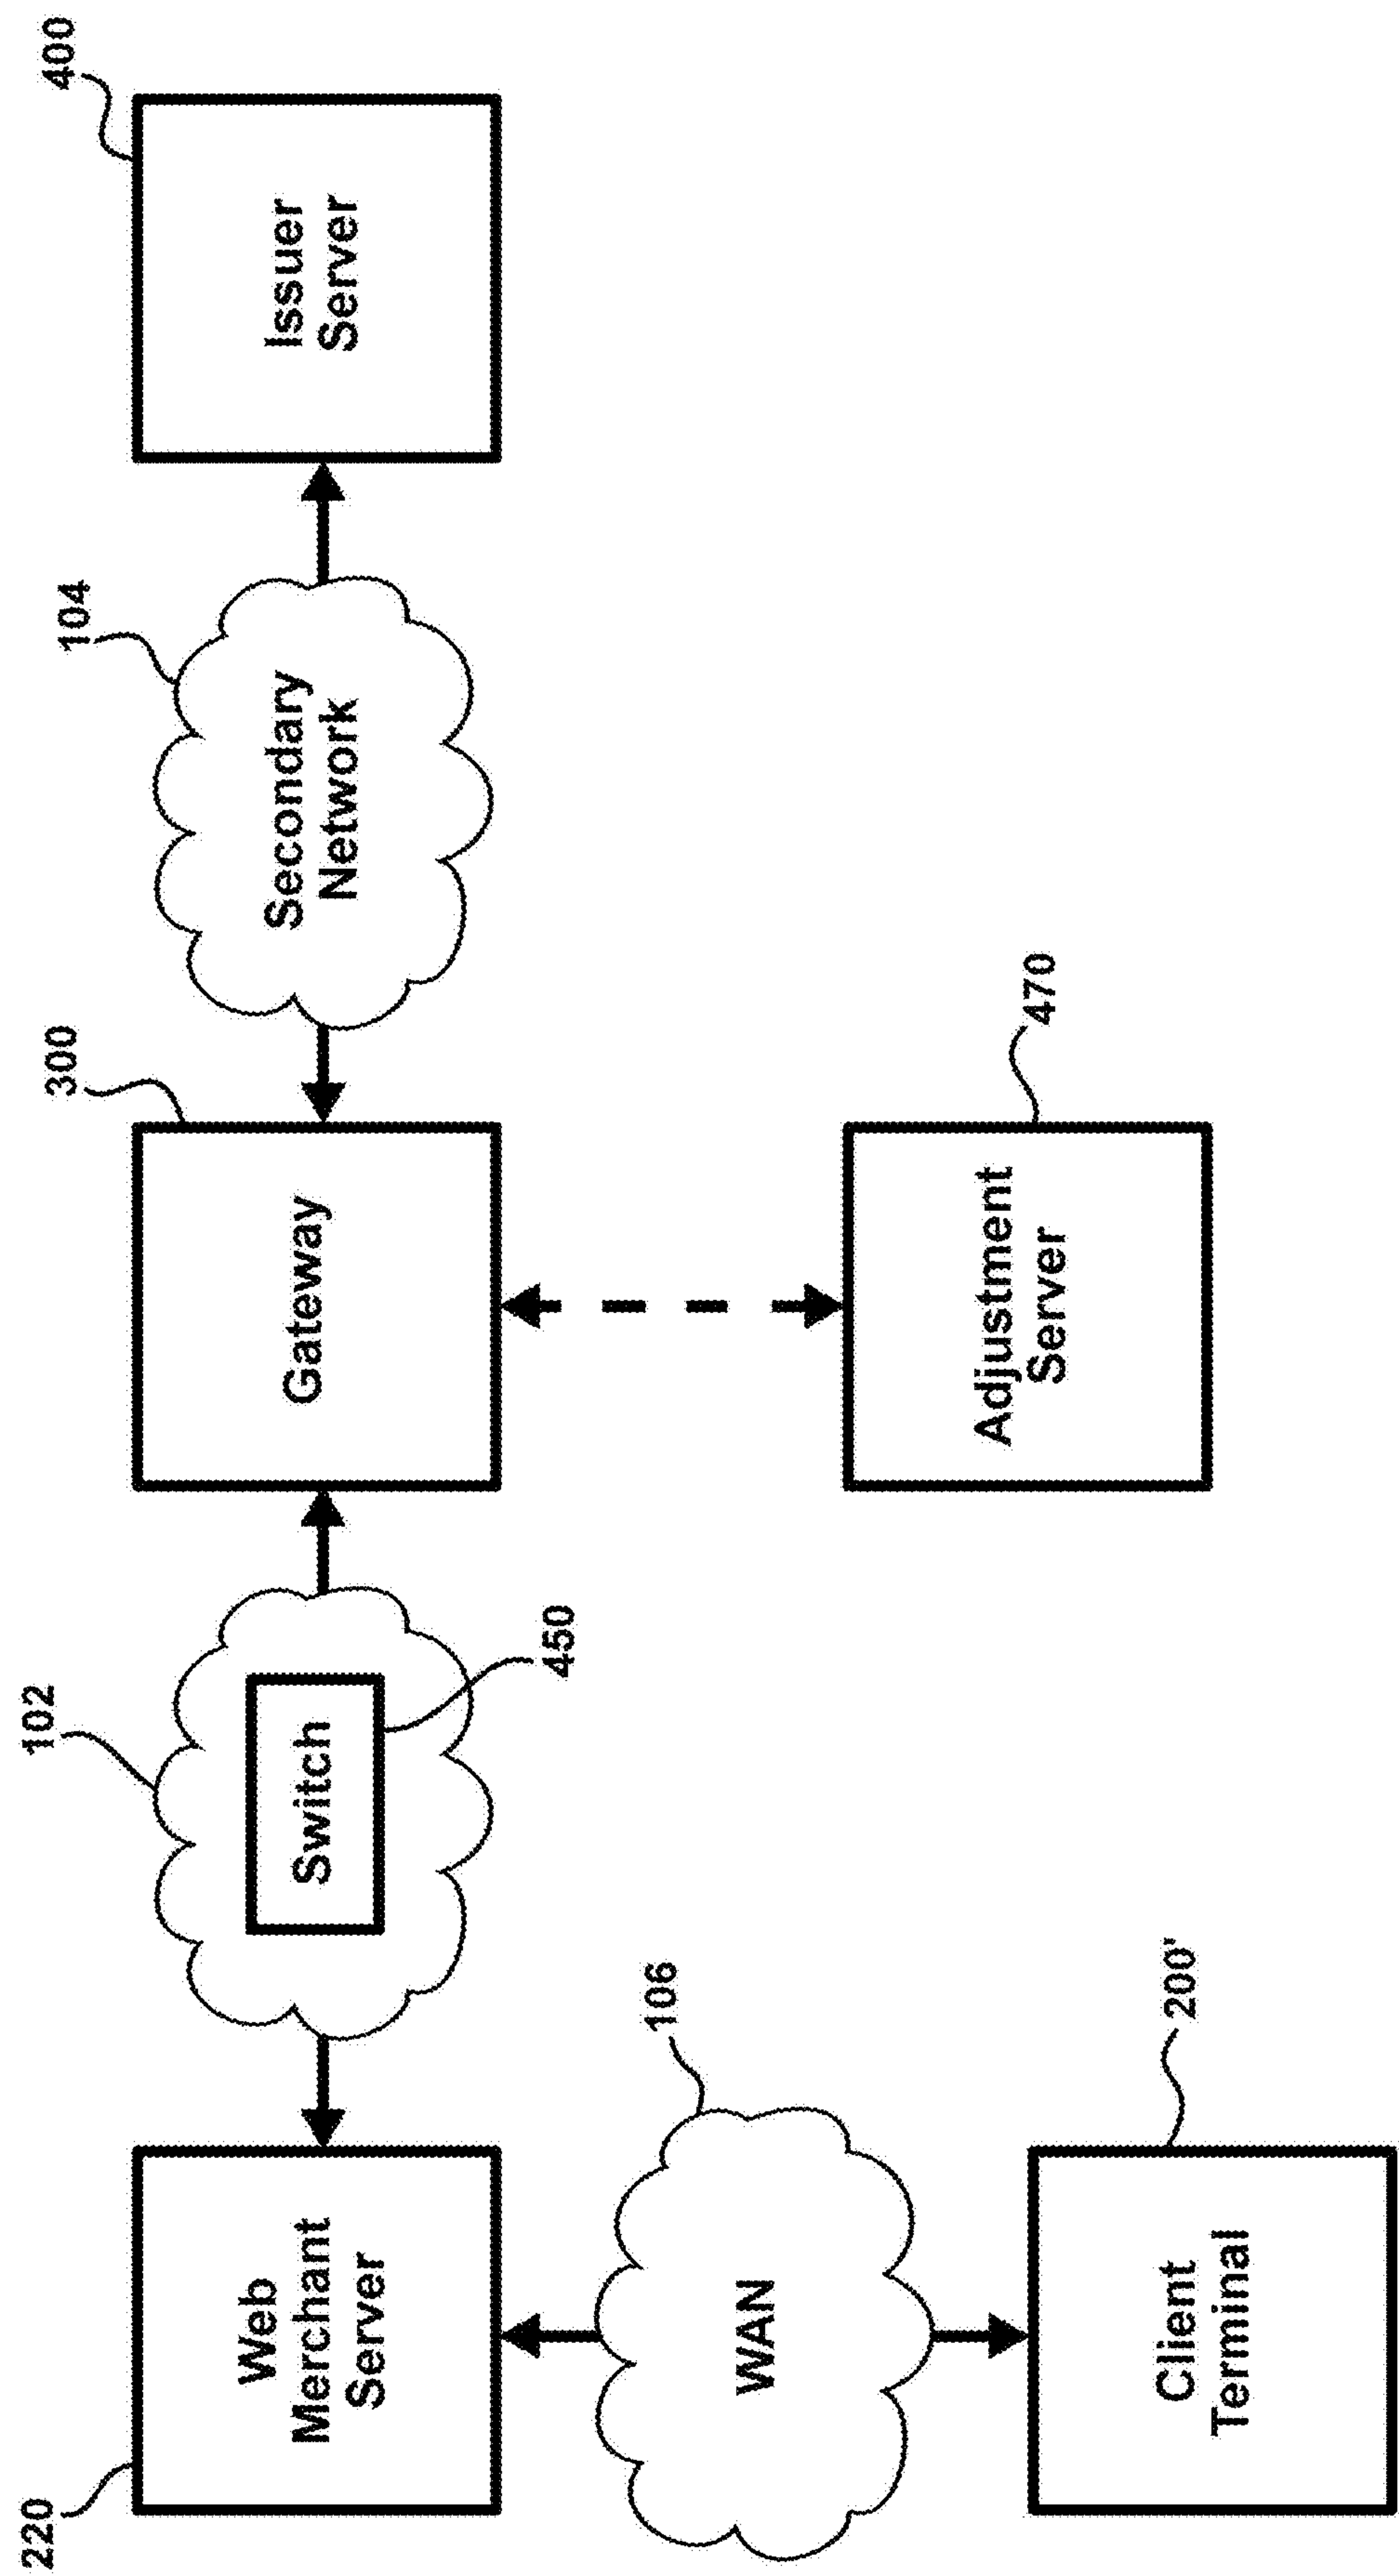 220
Web
Merchant
Server
102
Switch
450
300
Gateway
104
Secondary
Network
400
Issuer
Server
106
WAN
200'
Client
Terminal
470
Adjustment
Server